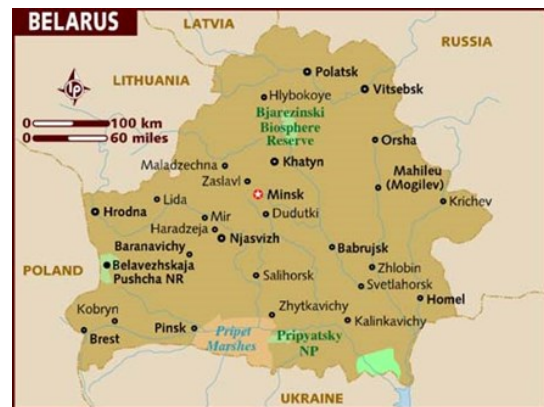 BELARUS
LATVIA
RUSSIA
LITHUANIA
Polatsk
Vitsebsk
Hlybokoye
LP
0 100 km
0 60 miles
Bjarezinski
Biosphere
Reserve
Orsha
Maladzechna
Khatyn
Zaslavl
Mahileu
(Mogilev)
Minsk
Lida
Krichev
Hrodna
Mir
Dudutki
Haradzeja
Njasvizh
Baranavichy
Babrujsk
POLAND
Belavezhskaja
Pushcha NR
Zhlobin
Salihorsk
Svetlahorsk
Homel
Kobryn
Zhytkavichy
Kalinkavichy
Brest
Pinsk
Pripet
Marshes
Pripyatsky
NP
UKRAINE